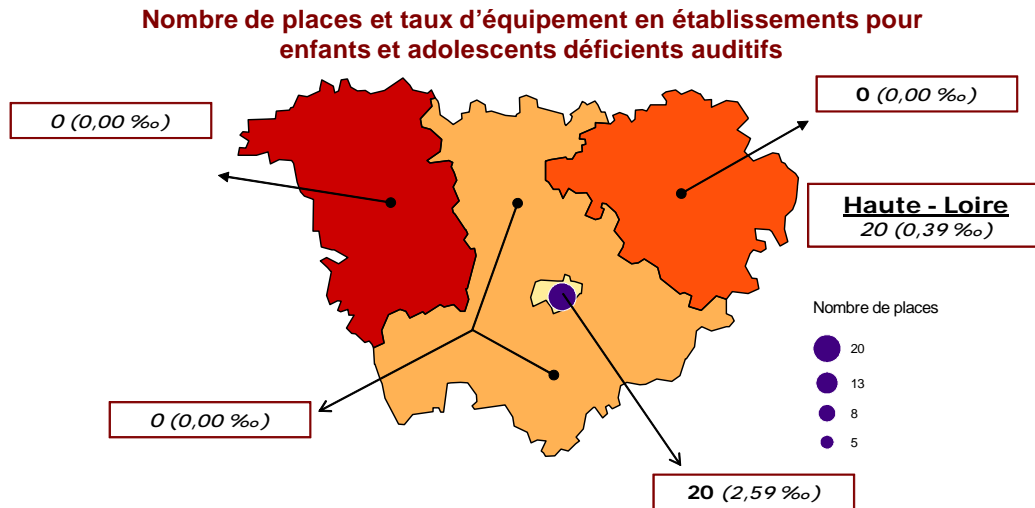 Nombre de places et taux d'équipement en établissements pour
enfants et adolescents déficients auditifs
0 (0,00 ‰)
0 (0,00 ‰)
Haute - Loire
20 (0,39 ‰)
Nombre de places
20
13
8
5
0 (0,00 ‰)
20 (2,59 ‰)